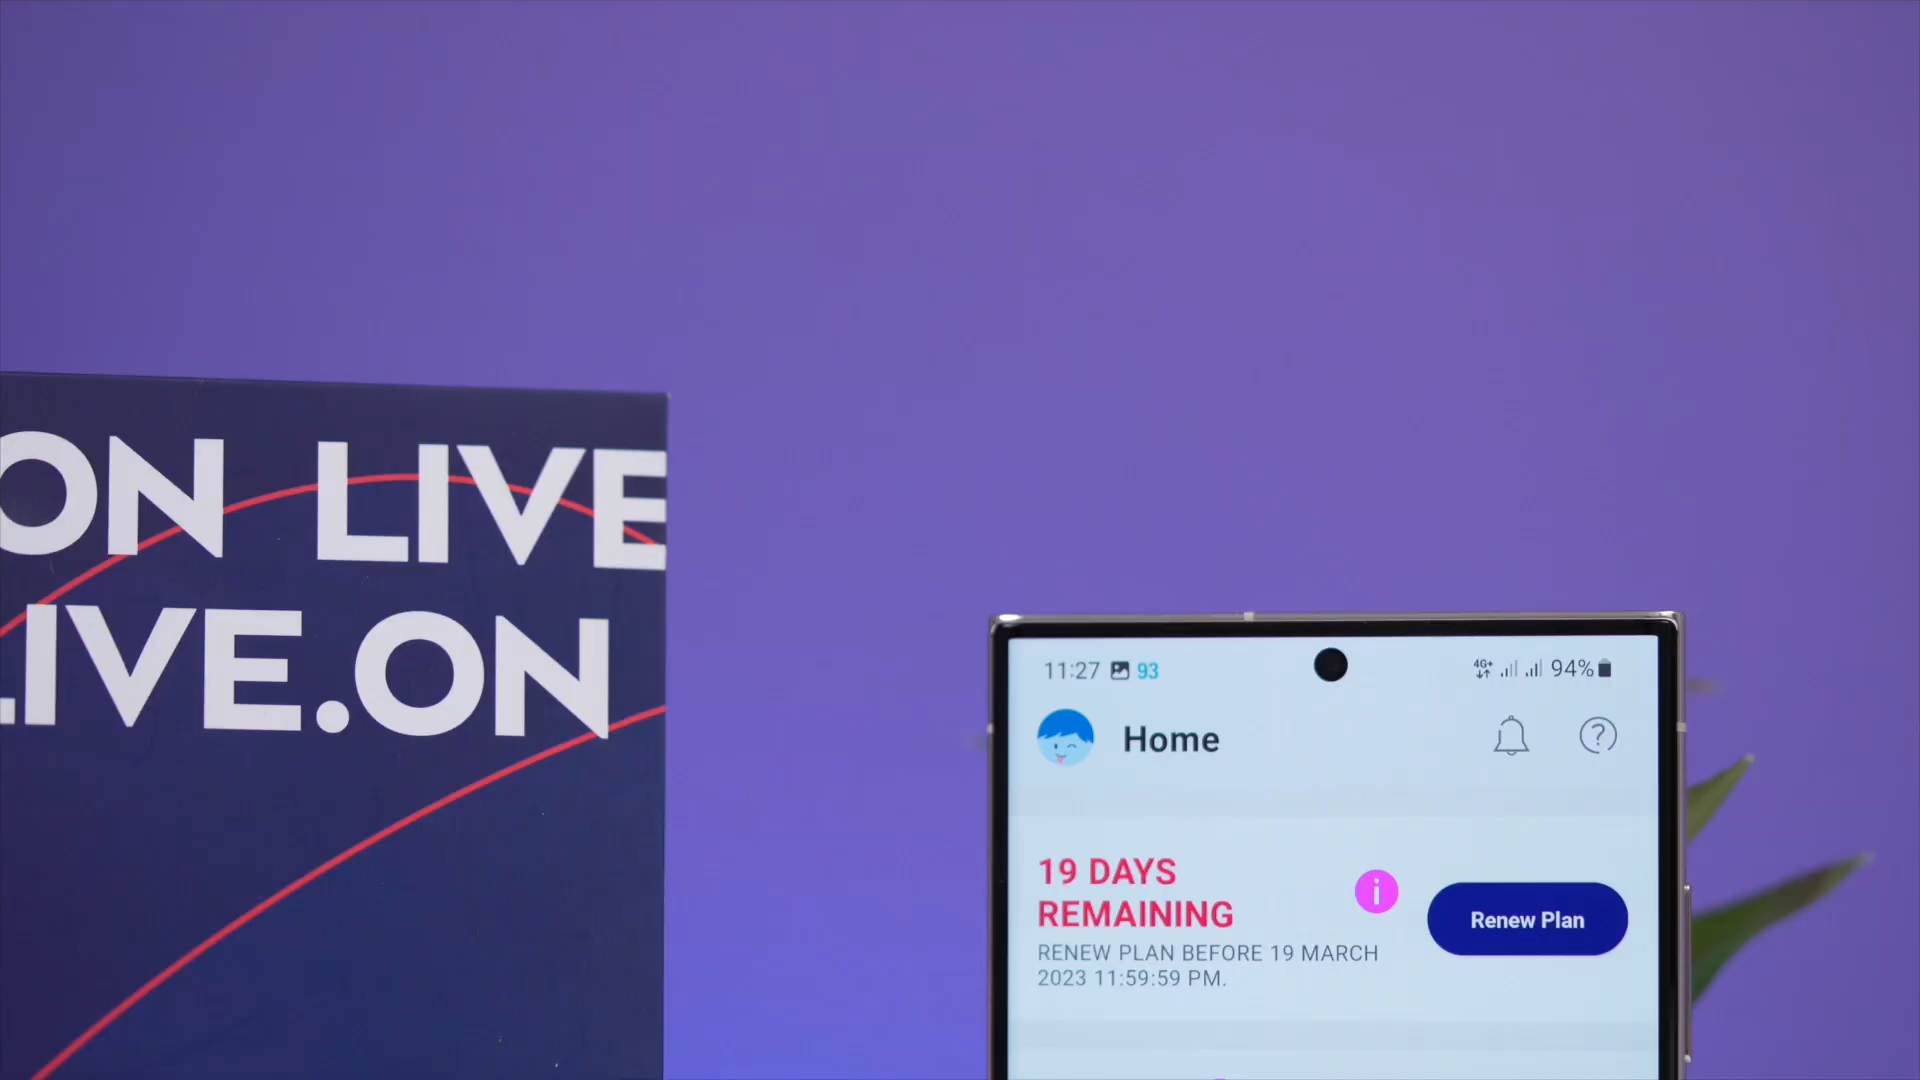 ON LIVE
IVE.ON
11:27 93
4G+ 94%
Home
19 DAYS
REMAINING
i
Renew Plan
RENEW PLAN BEFORE 19 MARCH
2023 11:59:59 PM.